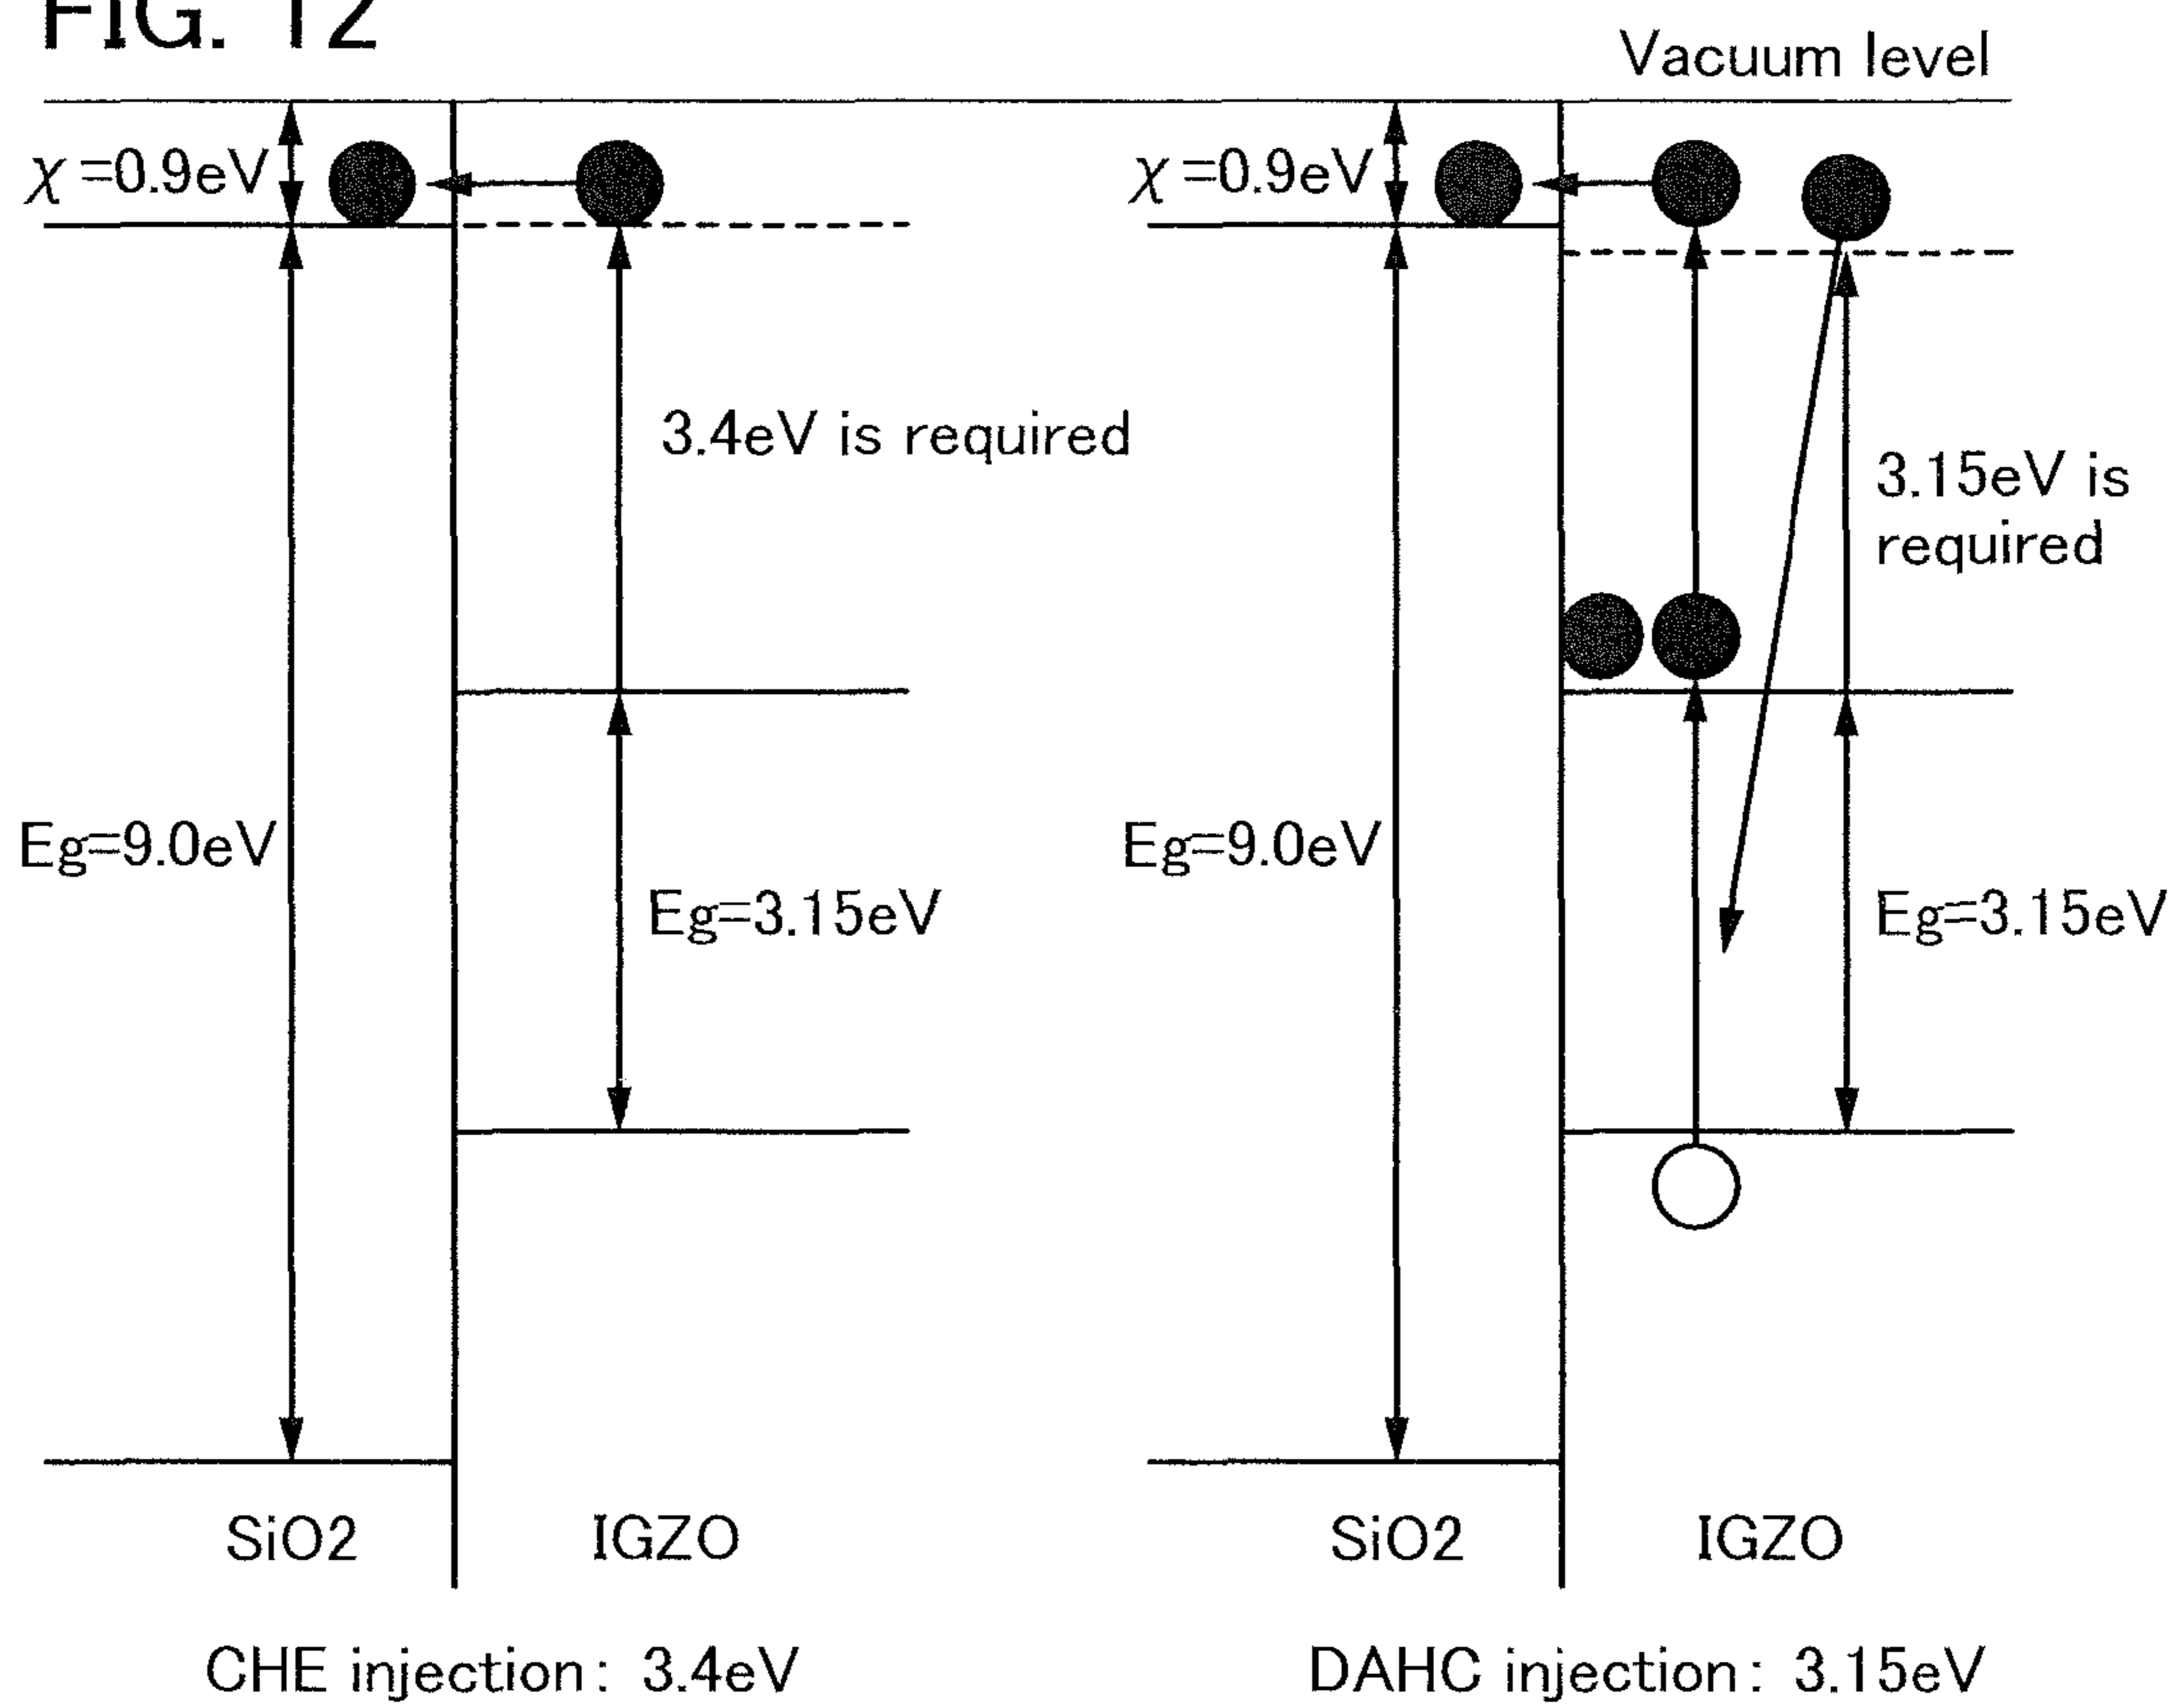 FIG. 12
Vacuum level
χ=0.9eV
χ=0.9eV
3.4eV is required
3.15eV is
required
Eg=9.0eV
Eg=3.15eV
Eg=9.0eV
Eg=3.15eV
SiO2
IGZO
SiO2
IGZO
CHE injection: 3.4eV
DAHC injection: 3.15eV